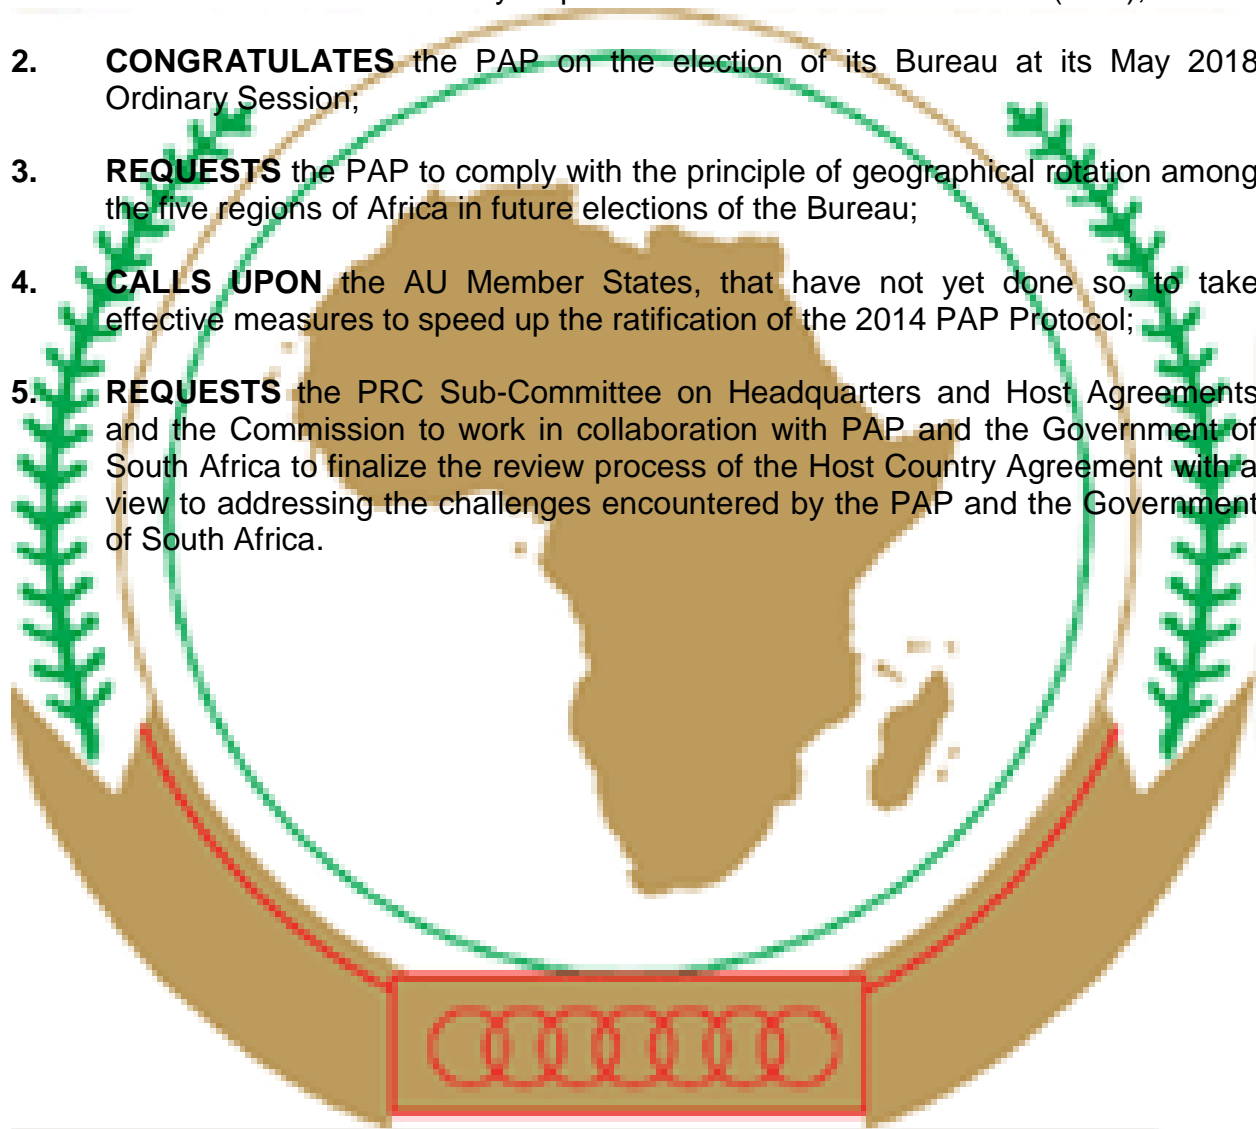 2. CONGRATULATES the PAP on the election of its Bureau at its May 2018
Ordinary Session;
3. REQUESTS the PAP to comply with the principle of geographical rotation among
the five regions of Africa in future elections of the Bureau;
4. CALLS UPON the AU Member States, that have not yet done so, to take
effective measures to speed up the ratification of the 2014 PAP Protocol;
5. REQUESTS the PRC Sub-Committee on Headquarters and Host Agreements
and the Commission to work in collaboration with PAP and the Government of
South Africa to finalize the review process of the Host Country Agreement with a
view to addressing the challenges encountered by the PAP and the Government
of South Africa.